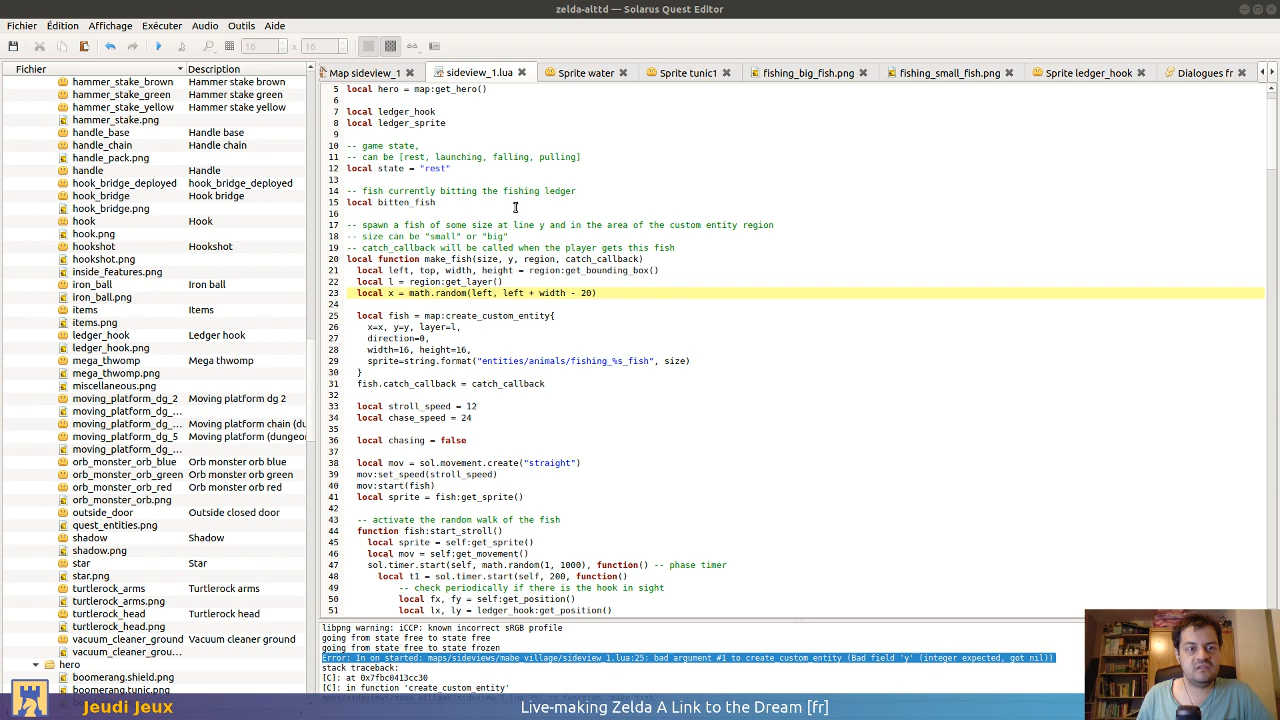 zelda-alttd - Solarus Quest Editor
Fichier Édition Affichage Exécuter Audio Outils Aide
16 x 16
Fichier Description
Map sideview_1 sideview_1.lua Sprite water Sprite tunic1 fishing_big_fish.png fishing_small_fish.png Sprite ledger_hook Dialogues fr
hammer_stake_brown Hammer stake brown
hammer_stake_green Hammer stake green
hammer_stake_yellow Hammer stake yellow
hammer_stake.png
handle_base Handle base
handle_chain Handle chain
handle_pack.png
handle Handle
hook_bridge_deployed hook_bridge_deployed
hook_bridge Hook bridge
hook_bridge.png
hook Hook
hook.png
hookshot Hookshot
hookshot.png
inside_features.png
iron_ball Iron ball
iron_ball.png
items Items
items.png
ledger_hook Ledger hook
ledger_hook.png
mega_thwomp Mega thwomp
mega_thwomp.png
miscellaneous.png
moving_platform_dg_2 Moving platform dg 2
moving_platform_dg_...
moving_platform_dg_... Moving platform chain (du
moving_platform_dg_5 Moving platform (dungeor
moving_platform_dg_...
orb_monster_orb_blue Orb monster orb blue
orb_monster_orb_green Orb monster orb green
orb_monster_orb_red Orb monster orb red
orb_monster_orb.png
outside_door Outside closed door
quest_entities.png
shadow Shadow
shadow.png
star Star
star.png
turtlerock_arms Turtlerock arms
turtlerock_arms.png
turtlerock_head Turtlerock head
turtlerock_head.png
vacuum_cleaner_ground Vacuum cleaner ground
vacuum_cleaner_grou...
hero
boomerang.shield.png
boomerang.tunic.png
5 local hero = map:get_hero()
6
7 local ledger_hook
8 local ledger_sprite
9
10 -- game state,
11 -- can be [rest, launching, falling, pulling]
12 local state = "rest"
13
14 -- fish currently bitting the fishing ledger
15 local bitten_fish
16
17 -- spawn a fish of some size at line y and in the area of the custom entity region
18 -- size can be "small" or "big"
19 -- catch_callback will be called when the player gets this fish
20 local function make_fish(size, y, region, catch_callback)
21 local left, top, width, height = region:get_bounding_box()
22 local l = region:get_layer()
23 local x = math.random(left, left + width - 20)
24
25 local fish = map:create_custom_entity{
26 x=x, y=y, layer=l,
27 direction=0,
28 width=16, height=16,
29 sprite=string.format("entities/animals/fishing_%s_fish", size)
30 }
31 fish.catch_callback = catch_callback
32
33 local stroll_speed = 12
34 local chase_speed = 24
35
36 local chasing = false
37
38 local mov = sol.movement.create("straight")
39 mov:set_speed(stroll_speed)
40 mov:start(fish)
41 local sprite = fish:get_sprite()
42
43 -- activate the random walk of the fish
44 function fish:start_stroll()
45 local sprite = self:get_sprite()
46 local mov = self:get_movement()
47 sol.timer.start(self, math.random(1, 1000), function() -- phase timer
48 local t1 = sol.timer.start(self, 200, function()
49 -- check periodically if there is the hook in sight
50 local fx, fy = self:get_position()
51 local lx, ly = ledger_hook:get_position()
libpng warning: iCCP: known incorrect sRGB profile
going from state free to state free
going from state free to state frozen
Error: In on_started: maps/sideviews/mabe_village/sideview_1.lua:25: bad argument #1 to create_custom_entity (Bad field 'y' (integer expected, got nil))
stack traceback:
[C]: at 0x7fbc0413cc30
[C]: in function 'create_custom_entity'
Jeudi Jeux
Live-making Zelda A Link to the Dream [fr]